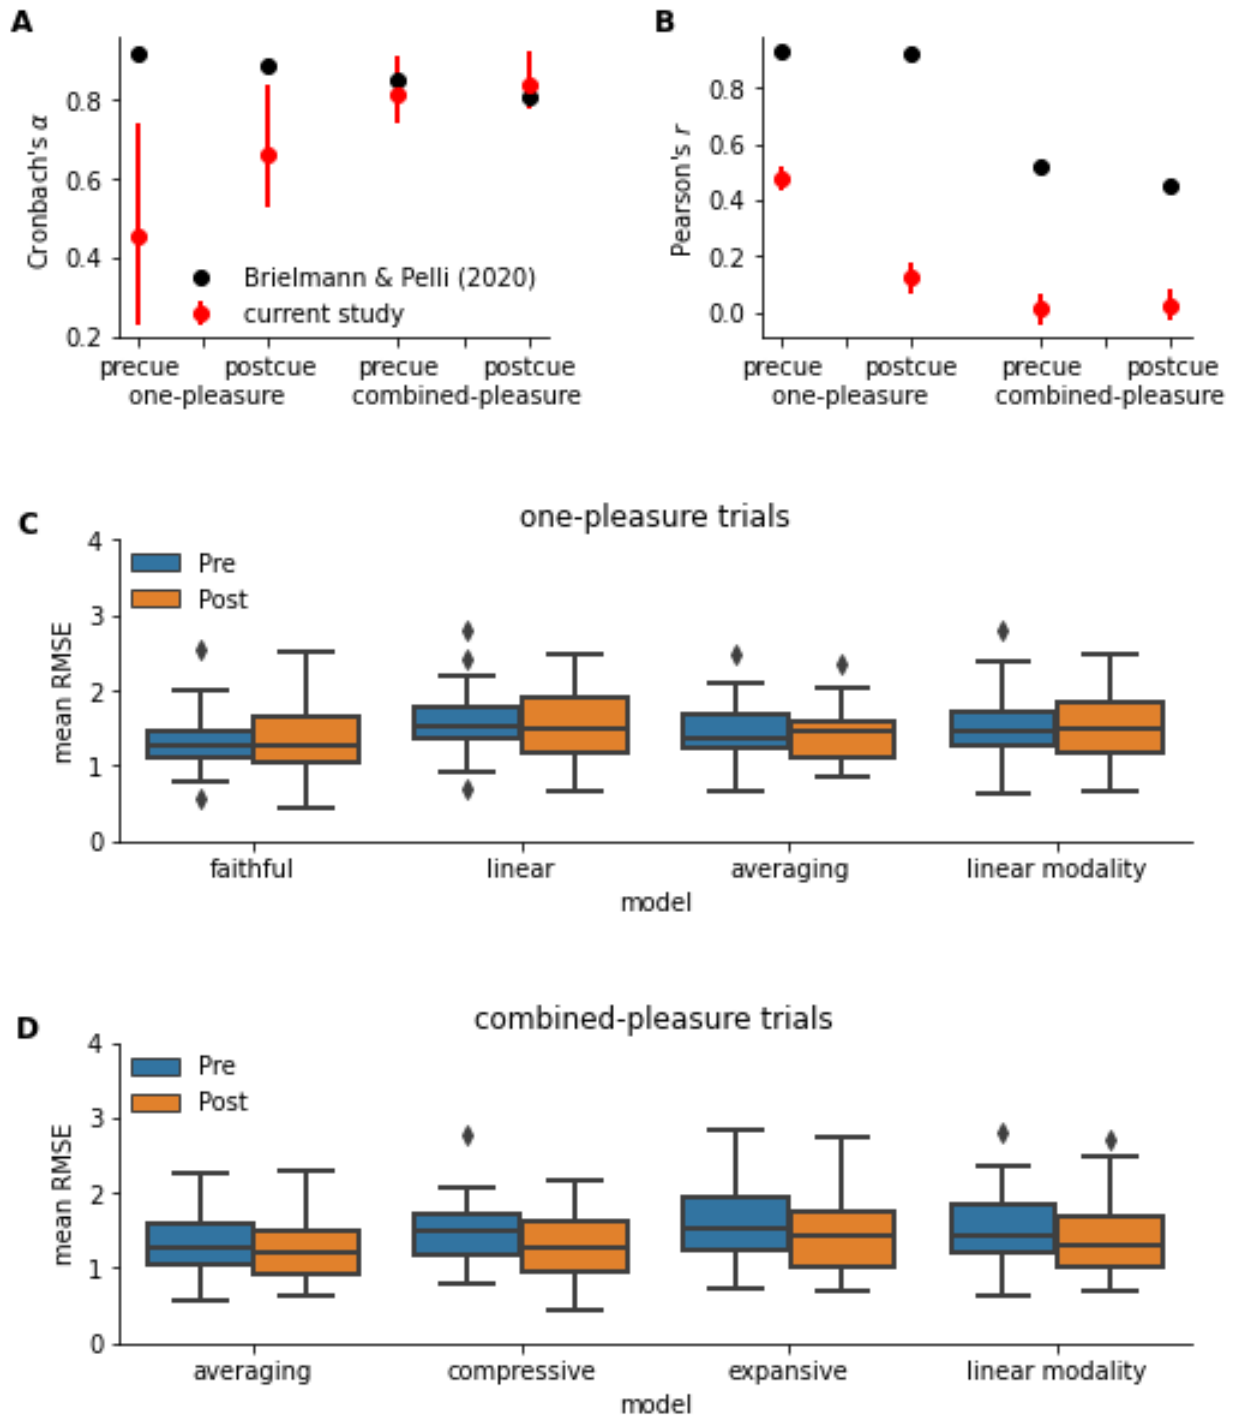 A
B
Cronbach's α
0.8
0.6
0.4
0.2
Brielmann & Pelli (2020)
current study
precue postcue precue postcue
one-pleasure combined-pleasure
Pearson's r
0.8
0.6
0.4
0.2
0.0
precue postcue precue postcue
one-pleasure combined-pleasure
C
one-pleasure trials
mean RMSE
4
3
2
1
0
Pre
Post
faithful linear averaging linear modality
model
D
combined-pleasure trials
mean RMSE
4
3
2
1
0
Pre
Post
averaging compressive expansive linear modality
model